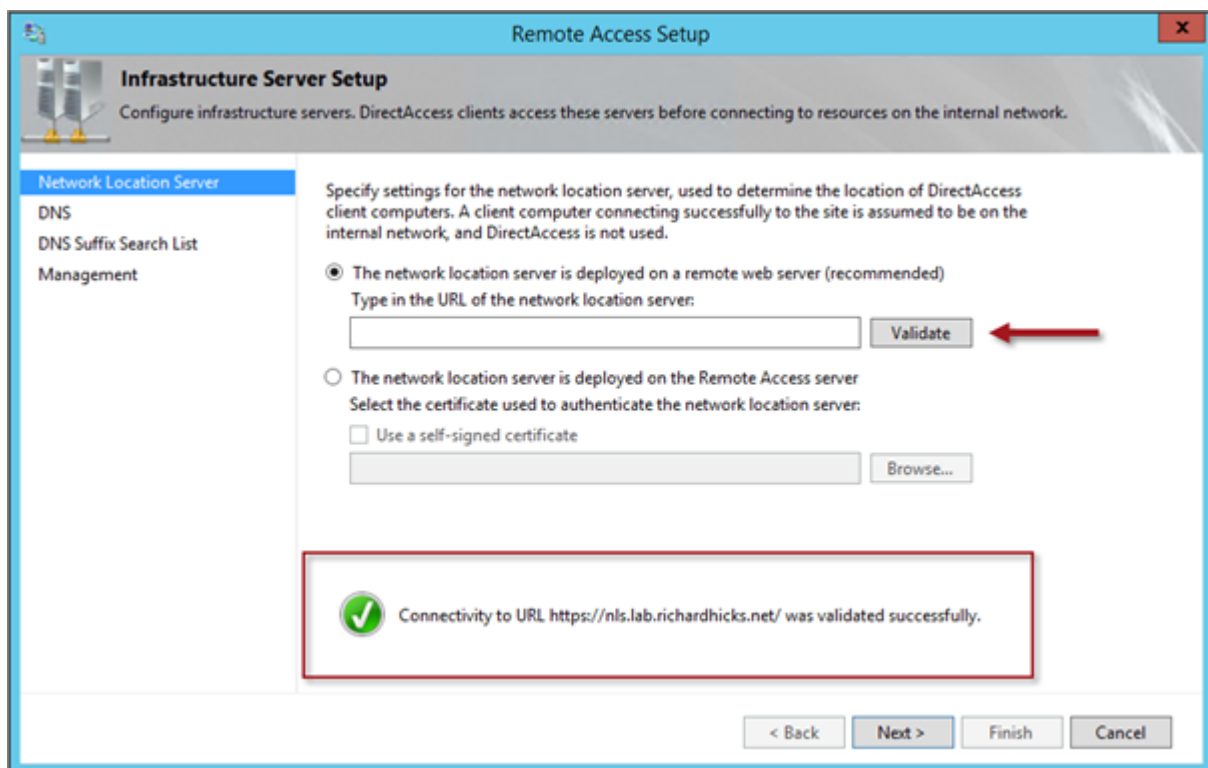 Remote Access Setup
x
Infrastructure Server Setup
Configure infrastructure servers. DirectAccess clients access these servers before connecting to resources on the internal network.
Network Location Server
DNS
DNS Suffix Search List
Management
Specify settings for the network location server, used to determine the location of DirectAccess
client computers. A client computer connecting successfully to the site is assumed to be on the
internal network, and DirectAccess is not used.
The network location server is deployed on a remote web server (recommended)
Type in the URL of the network location server:
Validate
The network location server is deployed on the Remote Access server
Select the certificate used to authenticate the network location server:
Use a self-signed certificate
Browse...
Connectivity to URL https://nls.lab.richardhicks.net/ was validated successfully.
< Back Next > Finish Cancel